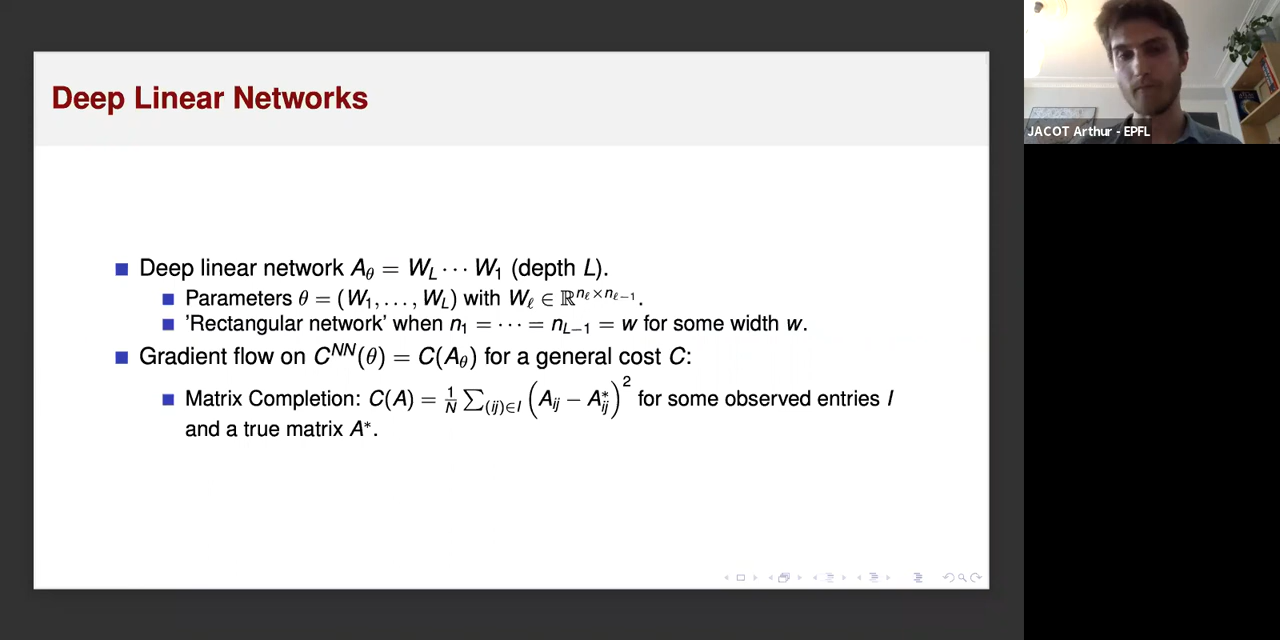 Deep Linear Networks
Deep linear network A_θ = W_L ⋯ W_1 (depth L).
Parameters θ = (W_1, . . . , W_L) with W_ℓ ∈ ℝ^{n_ℓ×n_{ℓ−1}}.
’Rectangular network’ when n_1 = ⋯ = n_{L−1} = w for some width w.
Gradient flow on C^{NN}(θ) = C(A_θ) for a general cost C:
Matrix Completion: C(A) = 1/N ∑_{(ij)∈I} (A_{ij} − A*_{ij})^2 for some observed entries I
and a true matrix A*.
JACOT Arthur - EPFL